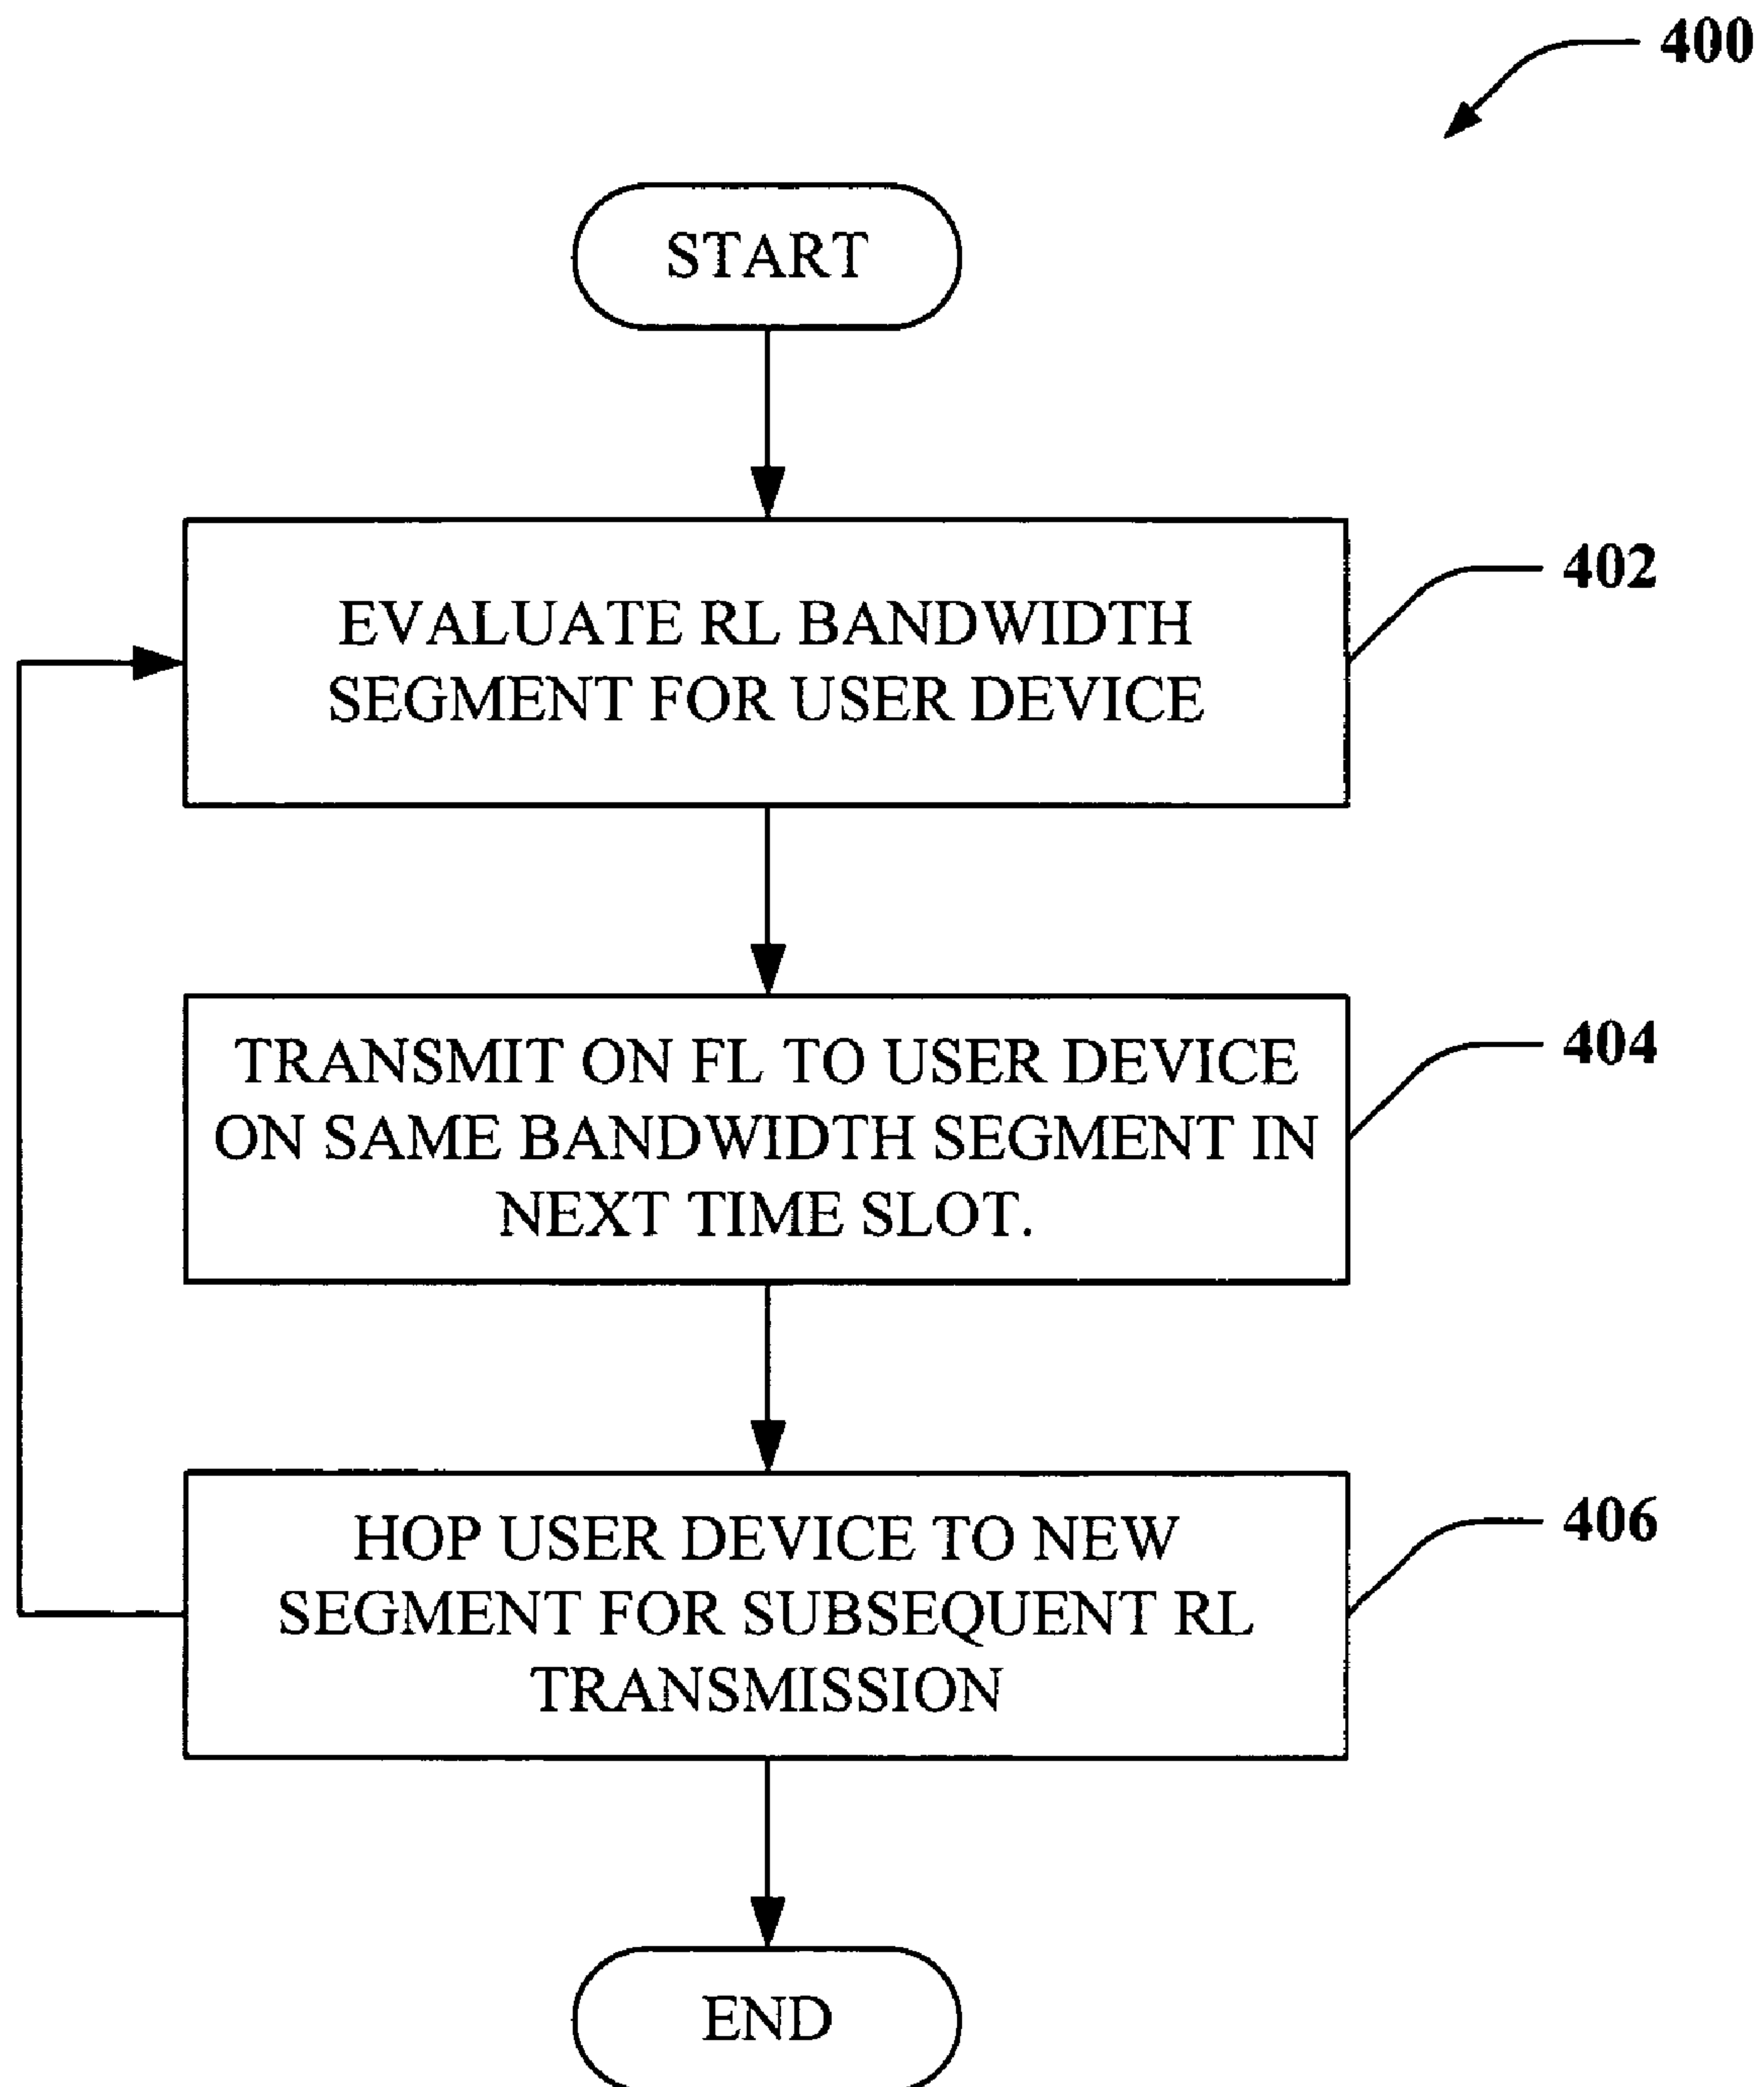 400
START
EVALUATE RL BANDWIDTH
SEGMENT FOR USER DEVICE
402
TRANSMIT ON FL TO USER DEVICE
ON SAME BANDWIDTH SEGMENT IN
NEXT TIME SLOT.
404
HOP USER DEVICE TO NEW
SEGMENT FOR SUBSEQUENT RL
TRANSMISSION
406
END